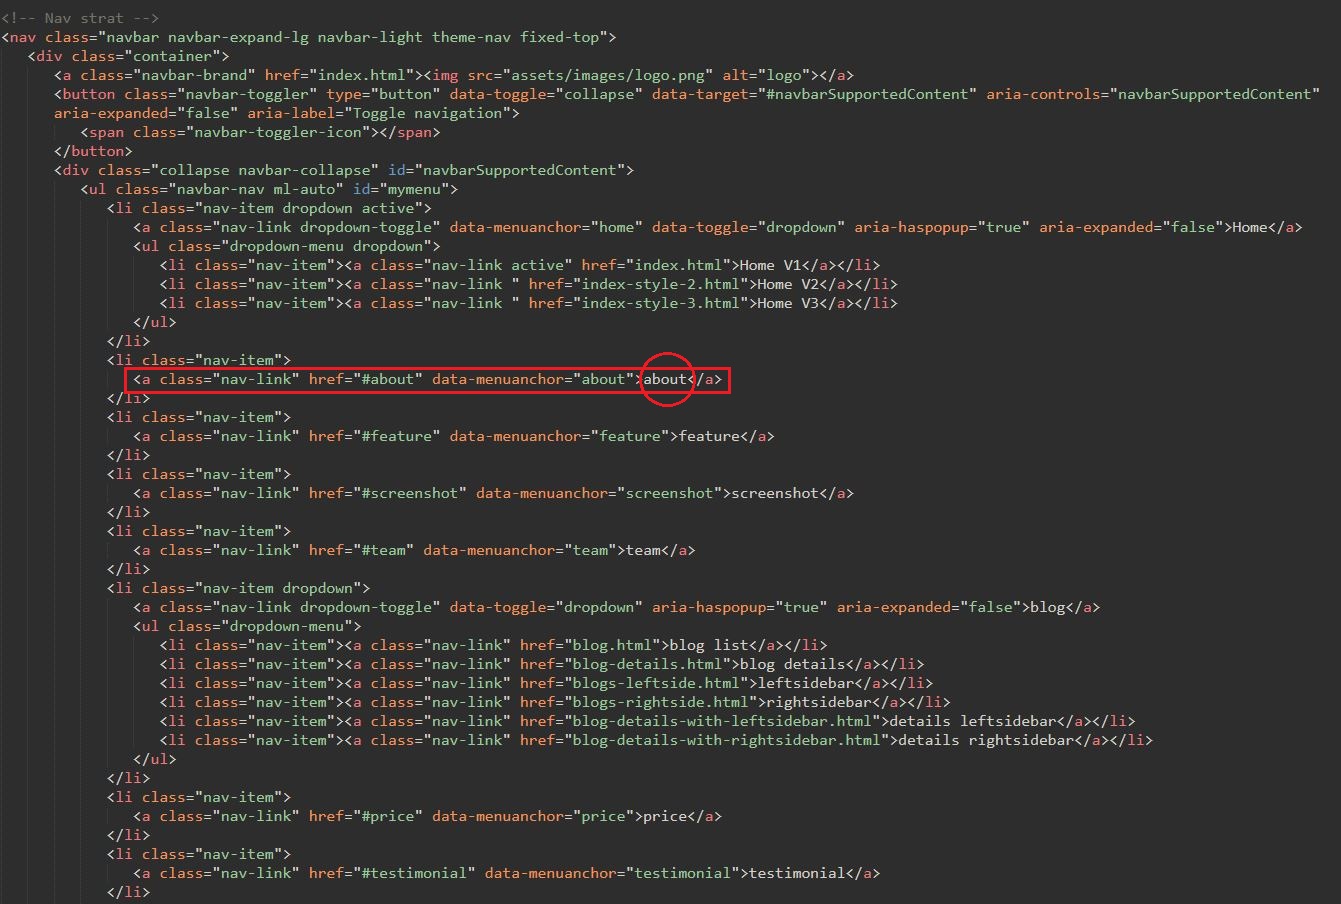 <!-- Nav strat -->
<nav class="navbar navbar-expand-lg navbar-light theme-nav fixed-top">
<div class="container">
<a class="navbar-brand" href="index.html"><img src="assets/images/logo.png" alt="logo"></a>
<button class="navbar-toggler" type="button" data-toggle="collapse" data-target="#navbarSupportedContent" aria-controls="navbarSupportedContent"
aria-expanded="false" aria-label="Toggle navigation">
<span class="navbar-toggler-icon"></span>
</button>
<div class="collapse navbar-collapse" id="navbarSupportedContent">
<ul class="navbar-nav ml-auto" id="mymenu">
<li class="nav-item dropdown active">
<a class="nav-link dropdown-toggle" data-menuanchor="home" data-toggle="dropdown" aria-haspopup="true" aria-expanded="false">Home</a>
<ul class="dropdown-menu dropdown">
<li class="nav-item"><a class="nav-link active" href="index.html">Home V1</a></li>
<li class="nav-item"><a class="nav-link " href="index-style-2.html">Home V2</a></li>
<li class="nav-item"><a class="nav-link " href="index-style-3.html">Home V3</a></li>
</ul>
</li>
<li class="nav-item">
<a class="nav-link" href="#about" data-menuanchor="about">about</a>
</li>
<li class="nav-item">
<a class="nav-link" href="#feature" data-menuanchor="feature">feature</a>
</li>
<li class="nav-item">
<a class="nav-link" href="#screenshot" data-menuanchor="screenshot">screenshot</a>
</li>
<li class="nav-item">
<a class="nav-link" href="#team" data-menuanchor="team">team</a>
</li>
<li class="nav-item dropdown">
<a class="nav-link dropdown-toggle" data-toggle="dropdown" aria-haspopup="true" aria-expanded="false">blog</a>
<ul class="dropdown-menu">
<li class="nav-item"><a class="nav-link" href="blog.html">blog list</a></li>
<li class="nav-item"><a class="nav-link" href="blog-details.html">blog details</a></li>
<li class="nav-item"><a class="nav-link" href="blogs-leftside.html">leftsidebar</a></li>
<li class="nav-item"><a class="nav-link" href="blogs-rightside.html">rightsidebar</a></li>
<li class="nav-item"><a class="nav-link" href="blog-details-with-leftsidebar.html">details leftsidebar</a></li>
<li class="nav-item"><a class="nav-link" href="blog-details-with-rightsidebar.html">details rightsidebar</a></li>
</ul>
</li>
<li class="nav-item">
<a class="nav-link" href="#price" data-menuanchor="price">price</a>
</li>
<li class="nav-item">
<a class="nav-link" href="#testimonial" data-menuanchor="testimonial">testimonial</a>
</li>